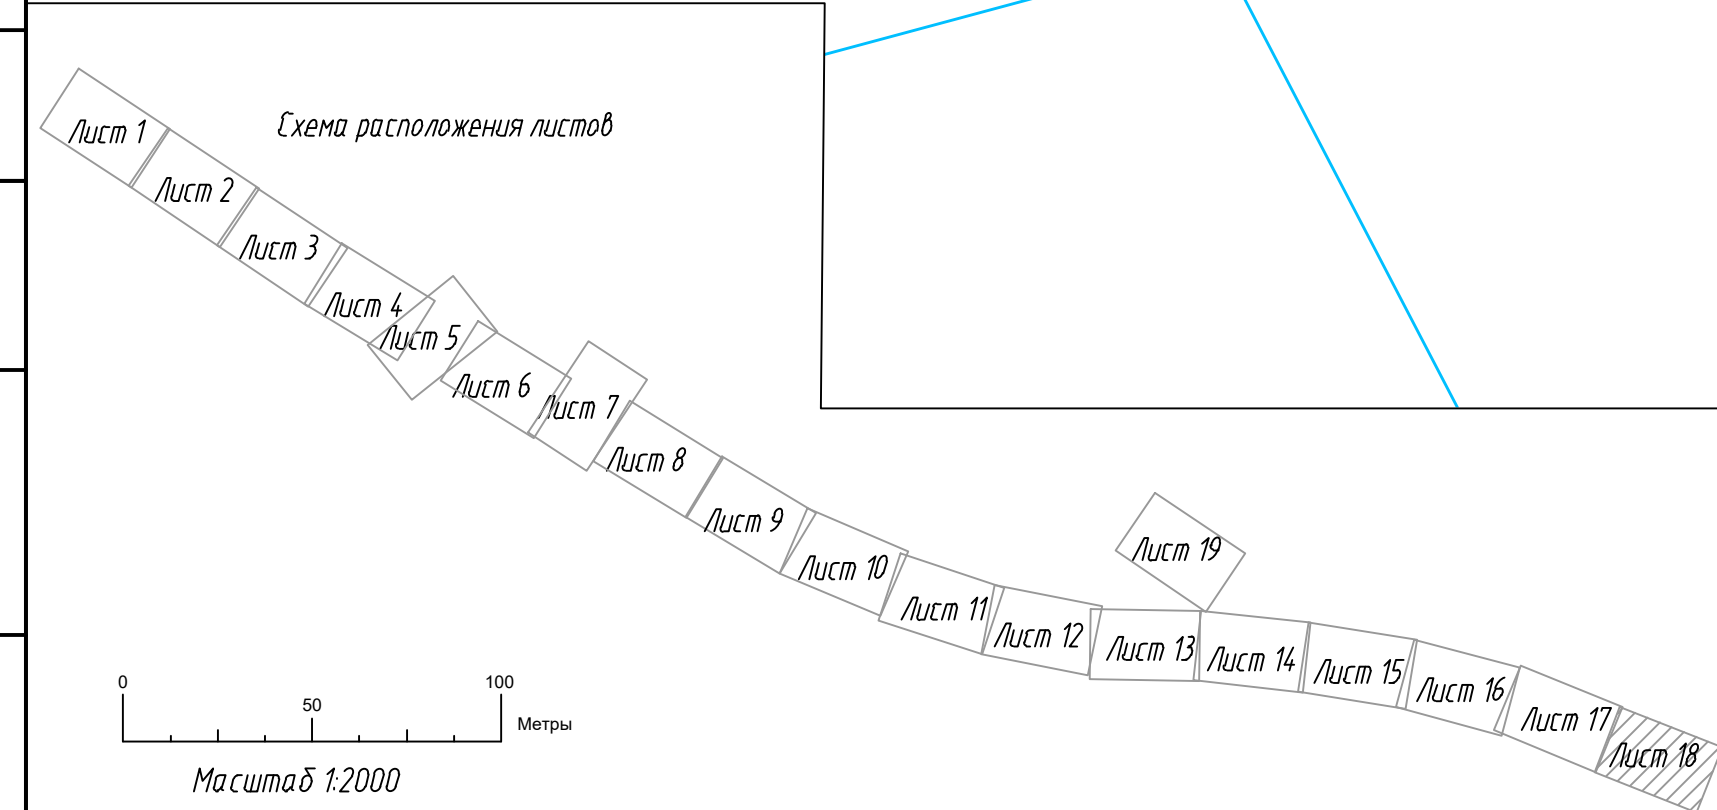 Схема расположения листов
Лист 1
Лист 2
Лист 3
Лист 4
Лист 5
Лист 6
Лист 7
Лист 8
Лист 9
Лист 10
Лист 11
Лист 12
Лист 13
Лист 14
Лист 15
Лист 16
Лист 17
Лист 18
Лист 19
0 50 100
Метры
Масштаб 1:2000